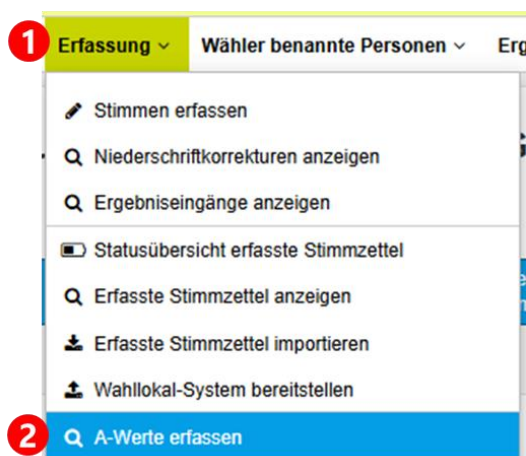 1 Erfassung Wähler benannte Personen Erg
Stimmen erfassen
Niederschriftkorrekturen anzeigen
Ergebniseingänge anzeigen
Statusübersicht erfasste Stimmzettel
Erfasste Stimmzettel anzeigen
Erfasste Stimmzettel importieren
Wahllokal-System bereitstellen
2 A-Werte erfassen